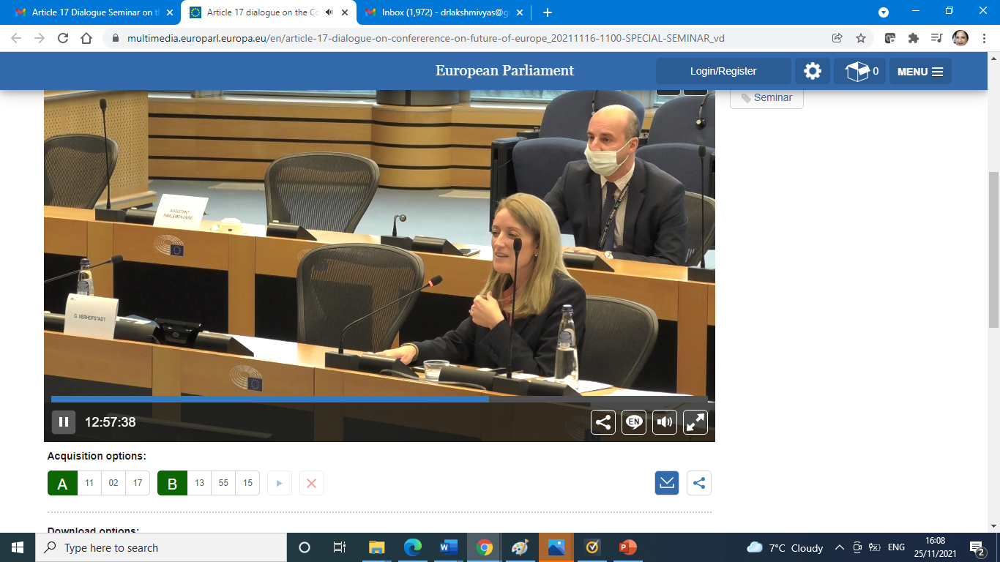 Article 17 Dialogue Seminar on th
Article 17 dialogue on the Co
Inbox (1,972) - drlakshmivyas@g
multimedia.europarl.europa.eu/en/article-17-dialogue-on-confererence-on-future-of-europe_20211116-1100-SPECIAL-SEMINAR_vd
European Parliament
Login/Register
0
MENU
Seminar
ASSISTANT
PARLEMENTAIRE
G. VERHOFSTADT
12:57:38
EN
Acquisition options:
A 11 02 17 B 13 55 15
Download options:
Type here to search
7°C Cloudy
ENG
16:08
25/11/2021
2